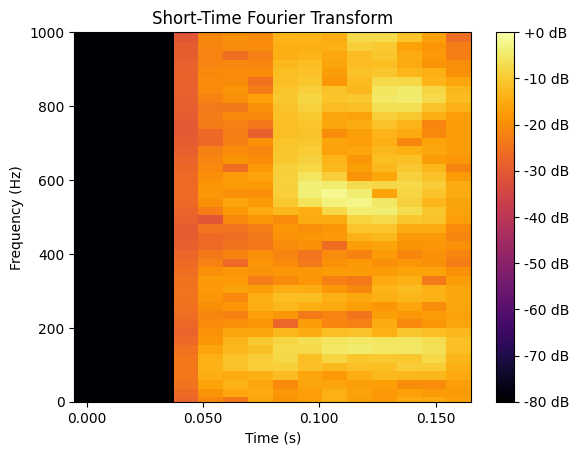 Short-Time Fourier Transform
1000
800
600
400
200
0
Frequency (Hz)
0.000
0.050
0.100
0.150
Time (s)
+0 dB
-10 dB
-20 dB
-30 dB
-40 dB
-50 dB
-60 dB
-70 dB
-80 dB